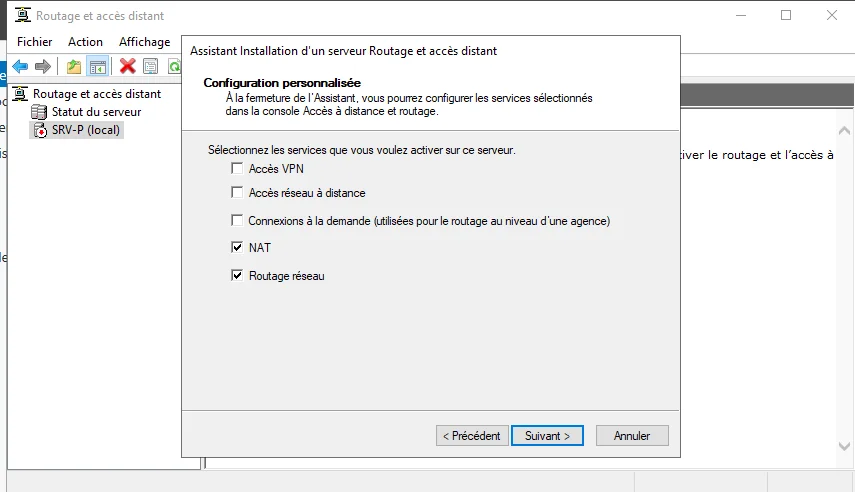 Routage et accès distant
Fichier Action Affichage
Assistant Installation d'un serveur Routage et accès distant
Configuration personnalisée
À la fermeture de l'Assistant, vous pourrez configurer les services sélectionnés
dans la console Accès à distance et routage.
Routage et accès distant
Statut du serveur
SRV-P (local)
Sélectionnez les services que vous voulez activer sur ce serveur.
Accès VPN
Accès réseau à distance
Connexions à la demande (utilisées pour le routage au niveau d'une agence)
NAT
Routage réseau
iver le routage et l'accès à
< Précédent Suivant > Annuler